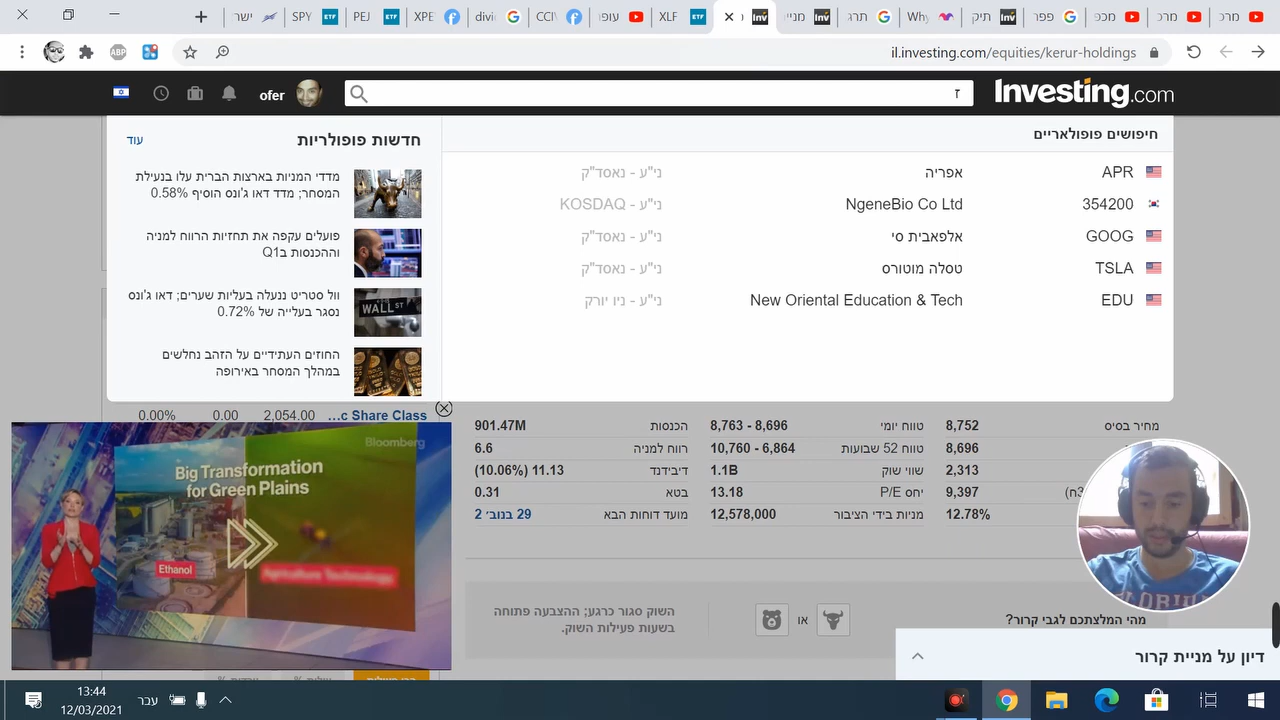 ישר
SPY
PEJ
XPE
divi
CCIV
עופו
XLF
מניי
תרג
Why
תיק
ספר
מכפ
מרכ
מרכ
il.investing.com/equities/kerur-holdings
ABP
ofer
ז
Investing.com
חיפושים פופולאריים
APR אפריה ני"ע - נאסד"ק
354200 NgeneBio Co Ltd ני"ע - KOSDAQ
GOOG אלפאבית סי ני"ע - נאסד"ק
TSLA טסלה מוטורס ני"ע - נאסד"ק
EDU New Oriental Education & Tech ני"ע - ניו יורק
חדשות פופולריות
עוד
מדדי המניות בארצות הברית עלו בנעילת
המסחר; מדד דאו ג'ונס הוסיף 0.58%
פועלים עקפה את תחזיות הרווח למניה
וההכנסות בQ1
וול סטריט ננעלה בעליות שערים; דאו ג'ונס
נסגר בעלייה של 0.72%
WALL ST
החוזים העתידיים על הזהב נחלשים
במהלך המסחר באירופה
c Share Class... 2,054.00 0.00 0.00%
מחיר בסיס 8,752 טווח יומי 8,696 - 8,763 הכנסות 901.47M
8,696 טווח 52 שבועות 6,864 - 10,760 רווח למניה 6.6
2,313 שווי שוק 1.1B דיבידנד 11.13 (10.06%)
9,397 יחס P/E 13.18 בטא 0.31
12.78% מניות בידי הציבור 12,578,000 מועד דוחות הבא 29 בנוב׳ 2
Bloomberg
Big Transformation
for Green Plains
Ethanol
Agriculture Technology
מהי המלצתכם לגבי קרור?
או
השוק סגור כרגע; ההצבעה פתוחה
בשעות פעילות השוק.
דיון על מניית קרור
13:44
12/03/2021
עבר